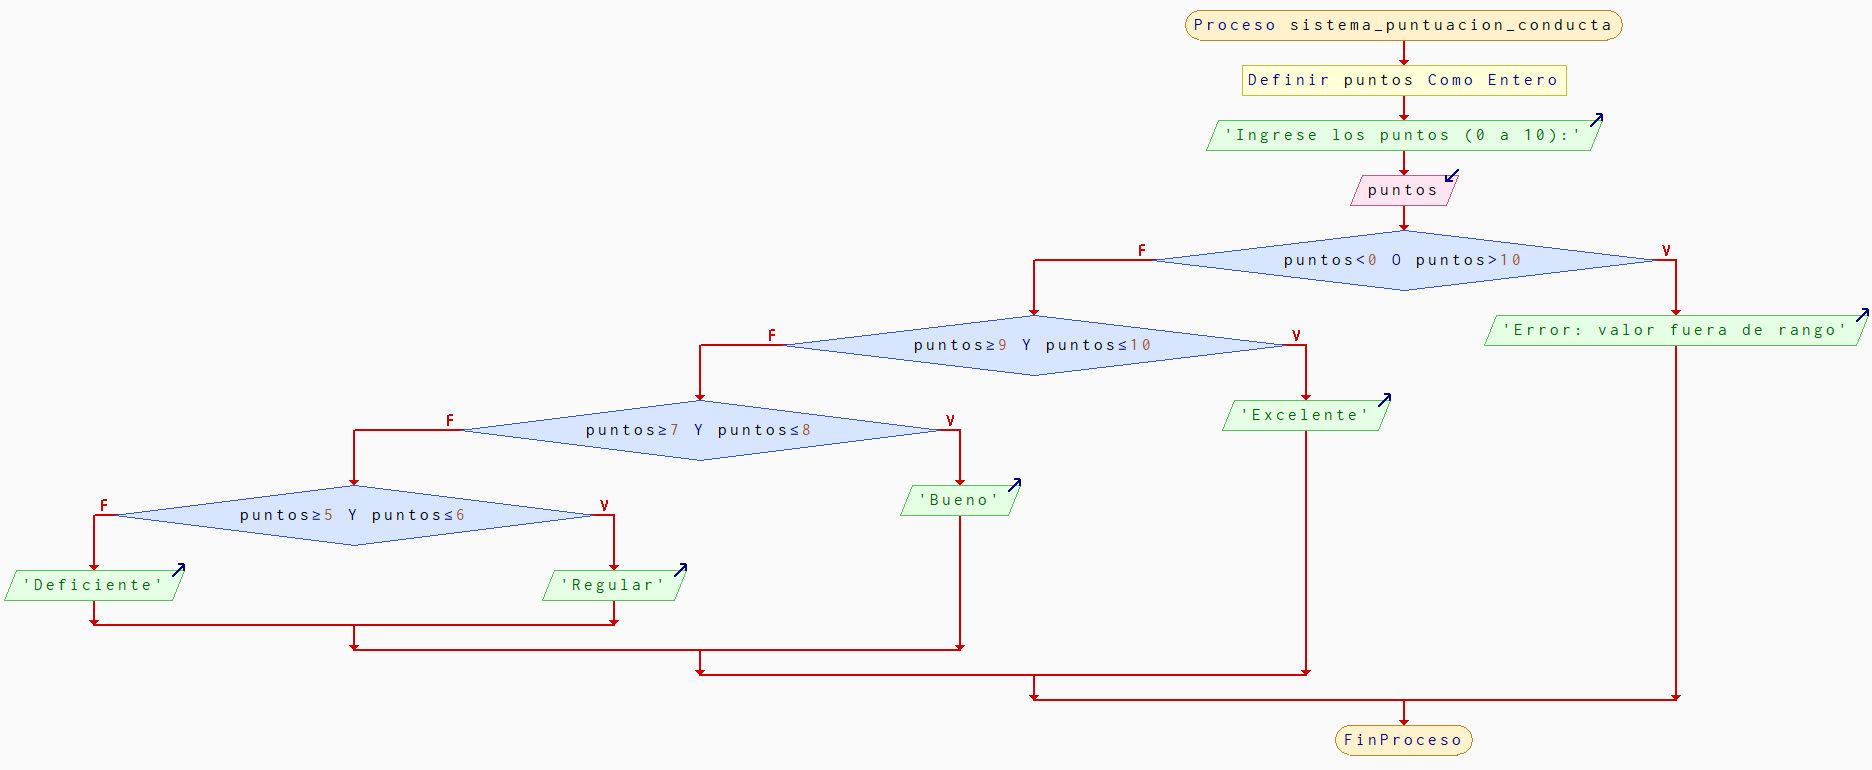 Proceso sistema_puntuacion_conducta
Definir puntos Como Entero
'Ingrese los puntos (0 a 10):'
puntos
F
V
puntos<0 O puntos>10
F
V
'Error: valor fuera de rango'
puntos≥9 Y puntos≤10
F
V
'Excelente'
puntos≥7 Y puntos≤8
F
V
'Bueno'
puntos≥5 Y puntos≤6
'Deficiente'
'Regular'
F
V
FinProceso